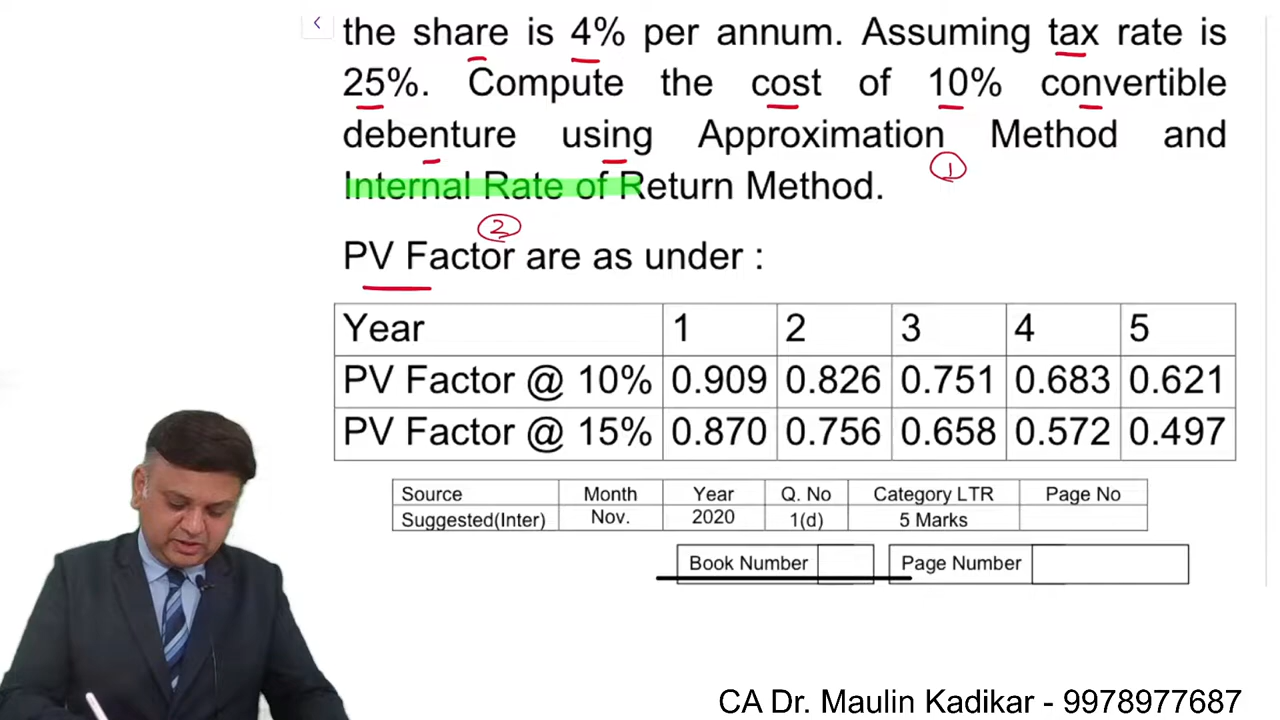 the share is 4% per annum. Assuming tax rate is
25%. Compute the cost of 10% convertible
debenture using Approximation Method and
1
Internal Rate of Return Method.
2
PV Factor are as under :
Year 1 2 3 4 5
PV Factor @ 10% 0.909 0.826 0.751 0.683 0.621
PV Factor @ 15% 0.870 0.756 0.658 0.572 0.497
Source Month Year Q. No Category LTR Page No
Suggested(Inter) Nov. 2020 1(d) 5 Marks
Book Number Page Number
CA Dr. Maulin Kadikar - 9978977687